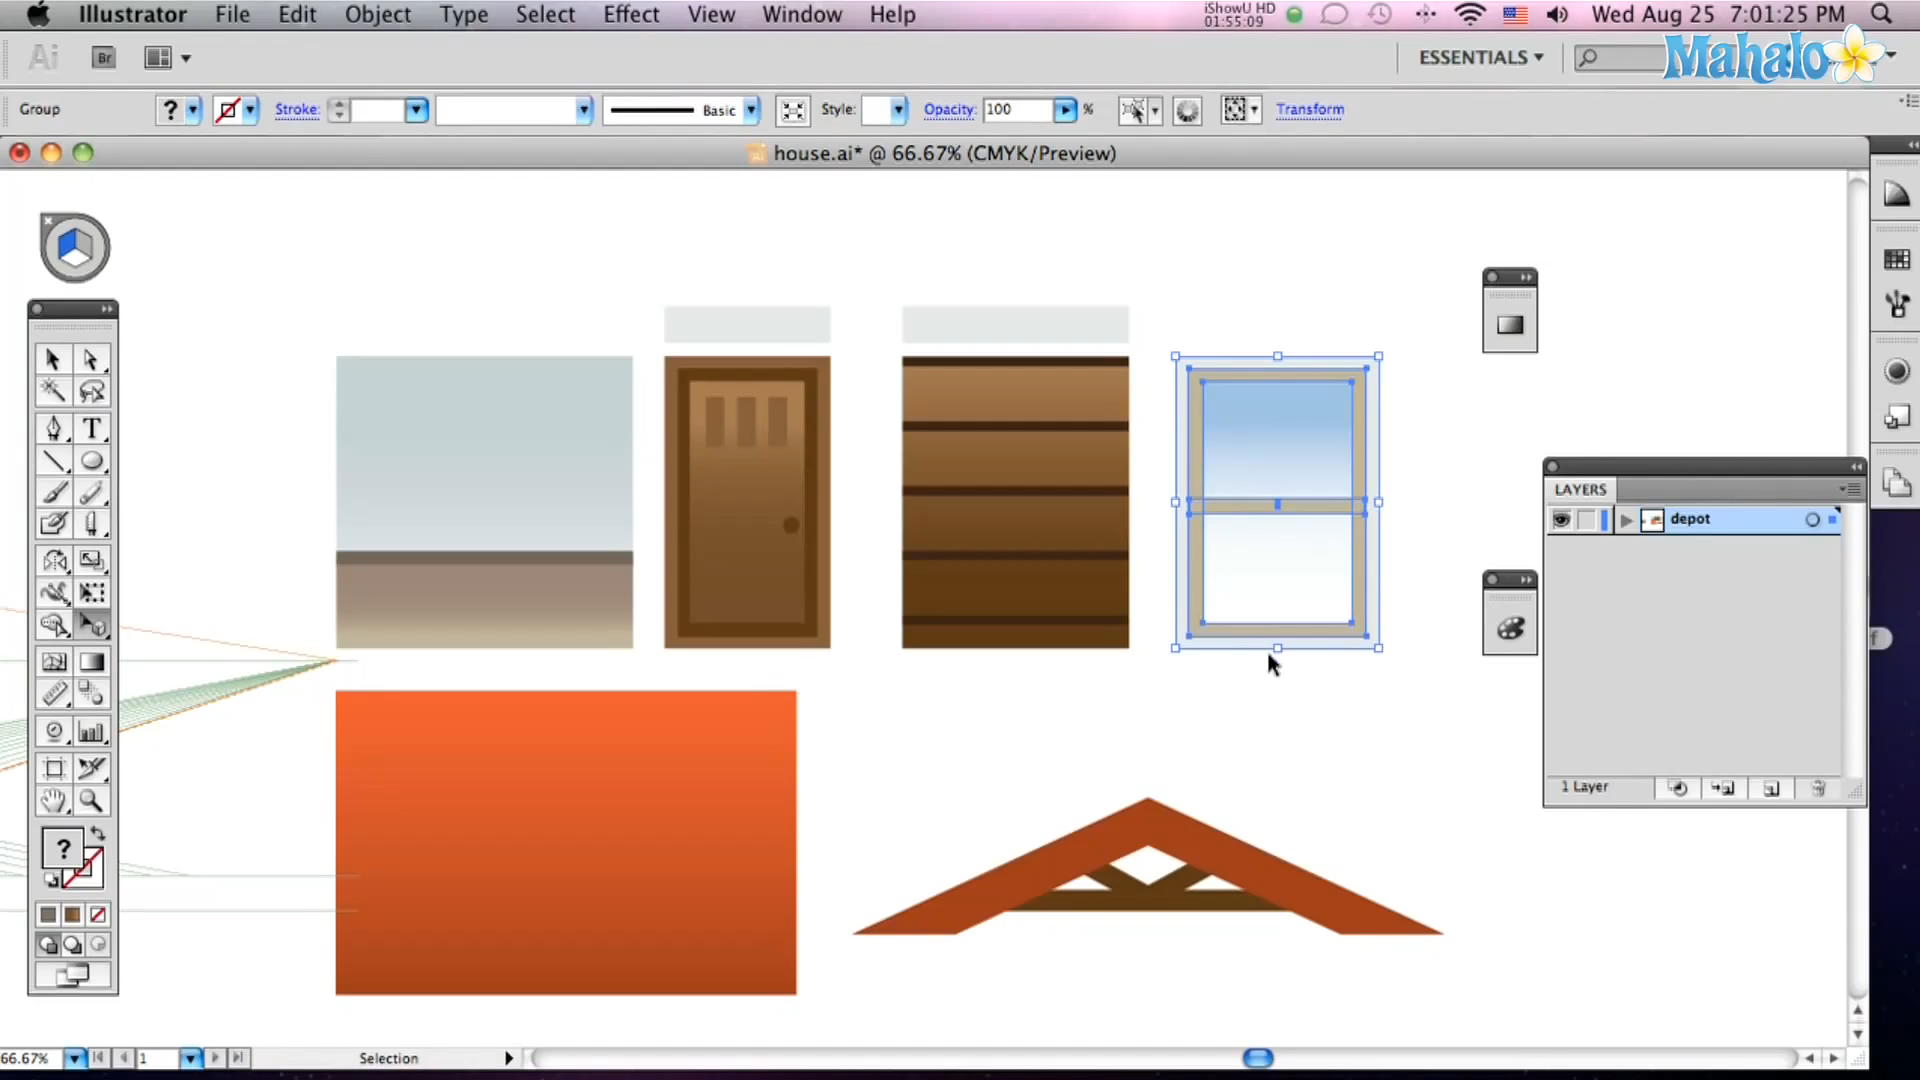 Illustrator File Edit Object Type Select Effect View Window Help iShowU HD 01:55:09 Wed Aug 25 7:01:25 PM
Ai Br ESSENTIALS Mahalo
Group ? Stroke: Basic Style: Opacity: 100 % Transform
house.ai* @ 66.67% (CMYK/Preview)
LAYERS
depot
T
1 Layer
?
66.67% 1 Selection